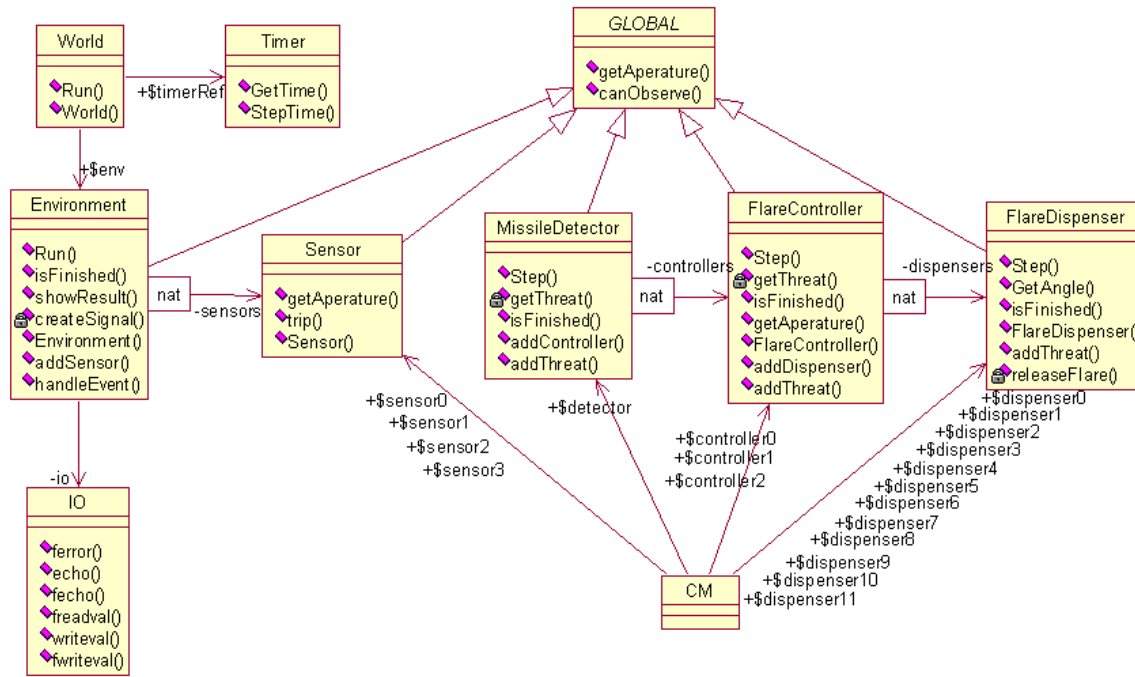 World
Run()
World()
Timer
GetTime()
StepTime()
+$timerRef
GLOBAL
getAperature()
canObserve()
+$env
Environment
Run()
isFinished()
showResult()
createSignal()
Environment()
addSensor()
handleEvent()
nat
-sensors
Sensor
getAperature()
trip()
Sensor()
MissileDetector
Step()
getThreat()
isFinished()
addController()
addThreat()
-controllers
nat
FlareController
Step()
getThreat()
isFinished()
getAperature()
FlareController()
addDispenser()
addThreat()
-dispensers
nat
FlareDispenser
Step()
GetAngle()
isFinished()
FlareDispenser()
addThreat()
releaseFlare()
+$sensor0
+$sensor1
+$sensor2
+$sensor3
+$detector
+$controller0
+$controller1
+$controller2
+$dispenser0
+$dispenser1
+$dispenser2
+$dispenser3
+$dispenser4
+$dispenser5
+$dispenser6
+$dispenser7
+$dispenser8
+$dispenser9
+$dispenser10
+$dispenser11
-io
IO
ferror()
echo()
fecho()
freadval()
writeval()
fwriteval()
CM